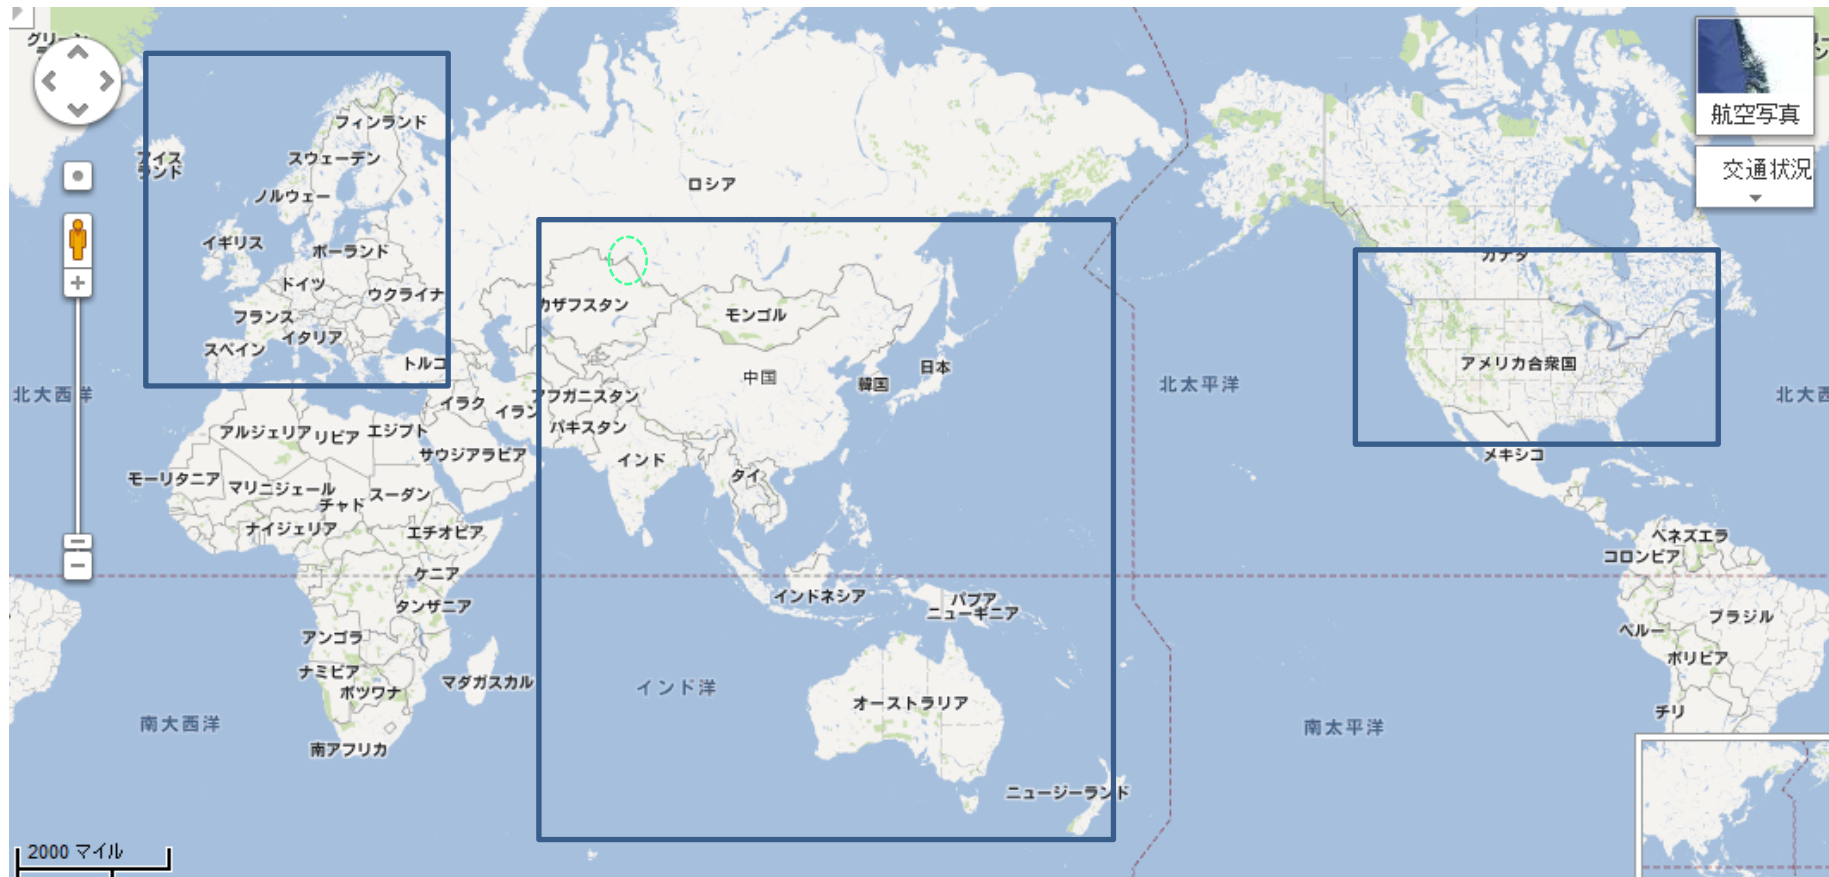 グリーン
航空写真
交通状況
フィンランド
アイス
ランド
スウェーデン
ロシア
ノルウェー
イギリス
ポーランド
カナダ
ドイツ
ウクライナ
カザフスタン
フランス
モンゴル
イタリア
スペイン
トルコ
アメリカ合衆国
日本
中国
韓国
北太平洋
北大西洋
北大西
アフガニスタン
イラク
イラン
パキスタン
アルジェリア
リビア
エジプト
サウジアラビア
インド
メキシコ
タイ
モーリタニア
マリ
ニジェール
スーダン
チャド
ナイジェリア
エチオピア
ベネズエラ
コロンビア
ケニア
インドネシア
パプア
ニューギニア
タンザニア
ブラジル
アンゴラ
ペルー
ボリビア
ナミビア
ボツワナ
マダガスカル
インド洋
オーストラリア
チリ
南大西洋
南太平洋
南アフリカ
ニュージーランド
2000 マイル